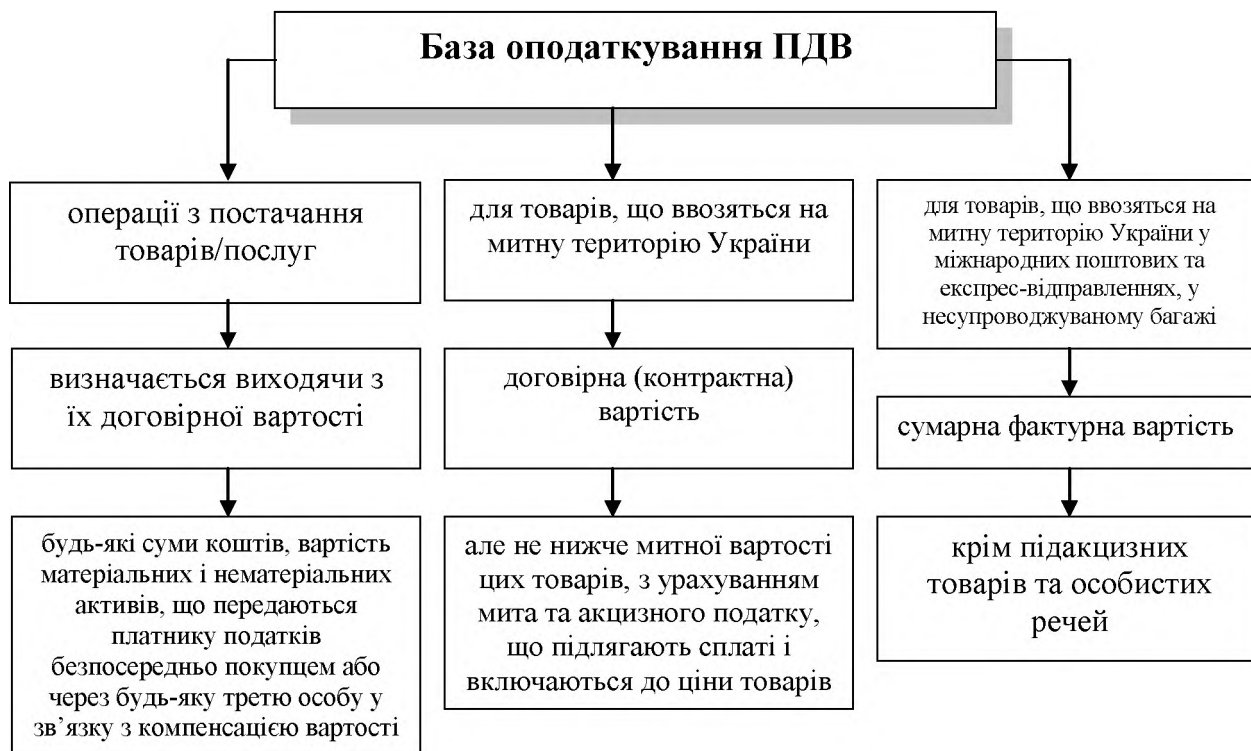 База оподаткування ПДВ
операції з постачання
товарів/послуг
визначається виходячи з
їх договірної вартості
будь-які суми коштів, вартість
матеріальних і нематеріальних
активів, що передаються
платнику податків
безпосередньо покупцем або
через будь-яку третю особу у
зв’язку з компенсацією вартості
для товарів, що ввозяться на
митну територію України
договірна (контрактна)
вартість
але не нижче митної вартості
цих товарів, з урахуванням
мита та акцизного податку,
що підлягають сплаті і
включаються до ціни товарів
для товарів, що ввозяться на
митну територію України у
міжнародних поштових та
експрес-відправленнях, у
несупроводжуваному багажі
сумарна фактурна вартість
крім підакцизних
товарів та особистих
речей